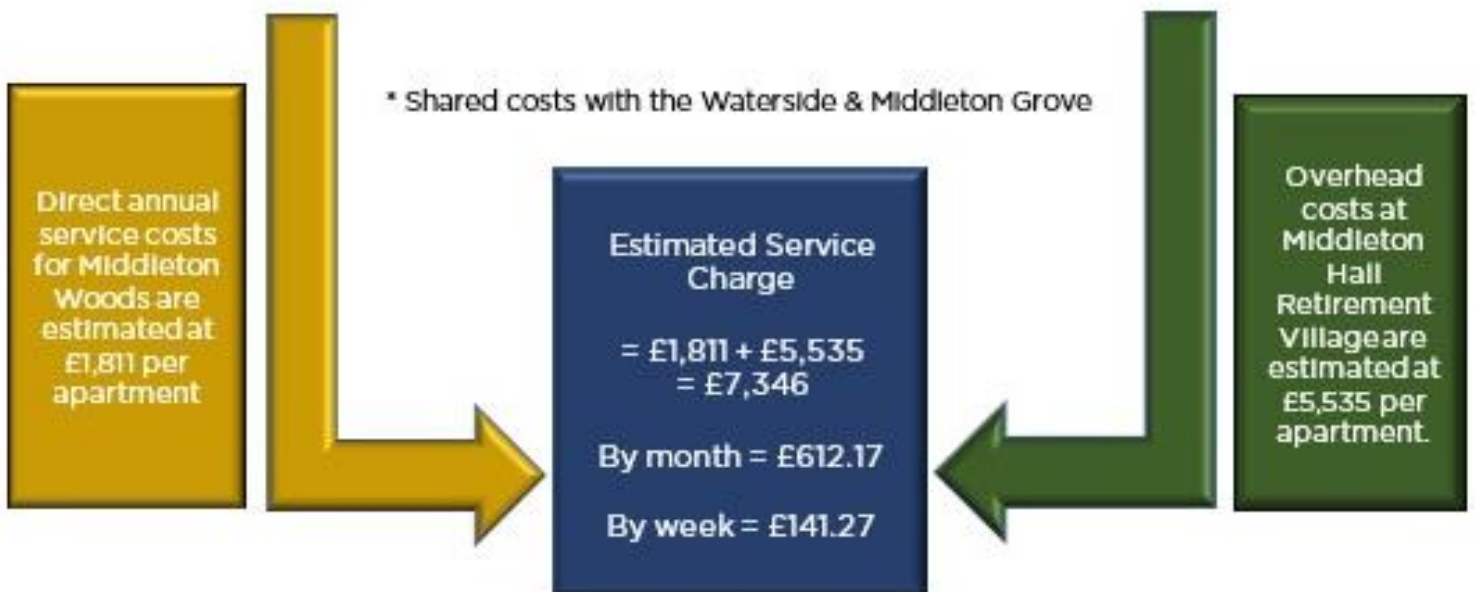 * Shared costs with the Waterside & Middleton Grove
Direct annual
service costs
for Middleton
Woods are
estimated at
£1,811 per
apartment
Estimated Service
Charge
= £1,811 + £5,535
= £7,346
By month = £612.17
By week = £141.27
Overhead
costs at
Middleton
Hall
Retirement
Village are
estimated at
£5,535 per
apartment.